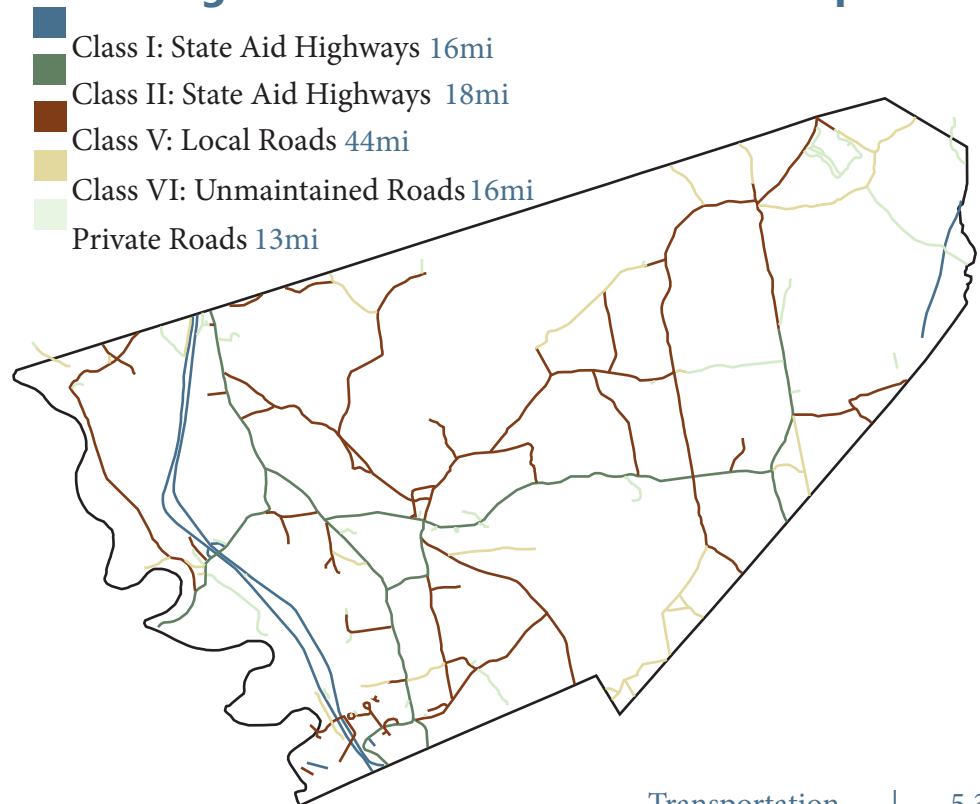 Class I: State Aid Highways 16mi
Class II: State Aid Highways 18mi
Class V: Local Roads 44mi
Class VI: Unmaintained Roads 16mi
Private Roads 13mi
Transportation |